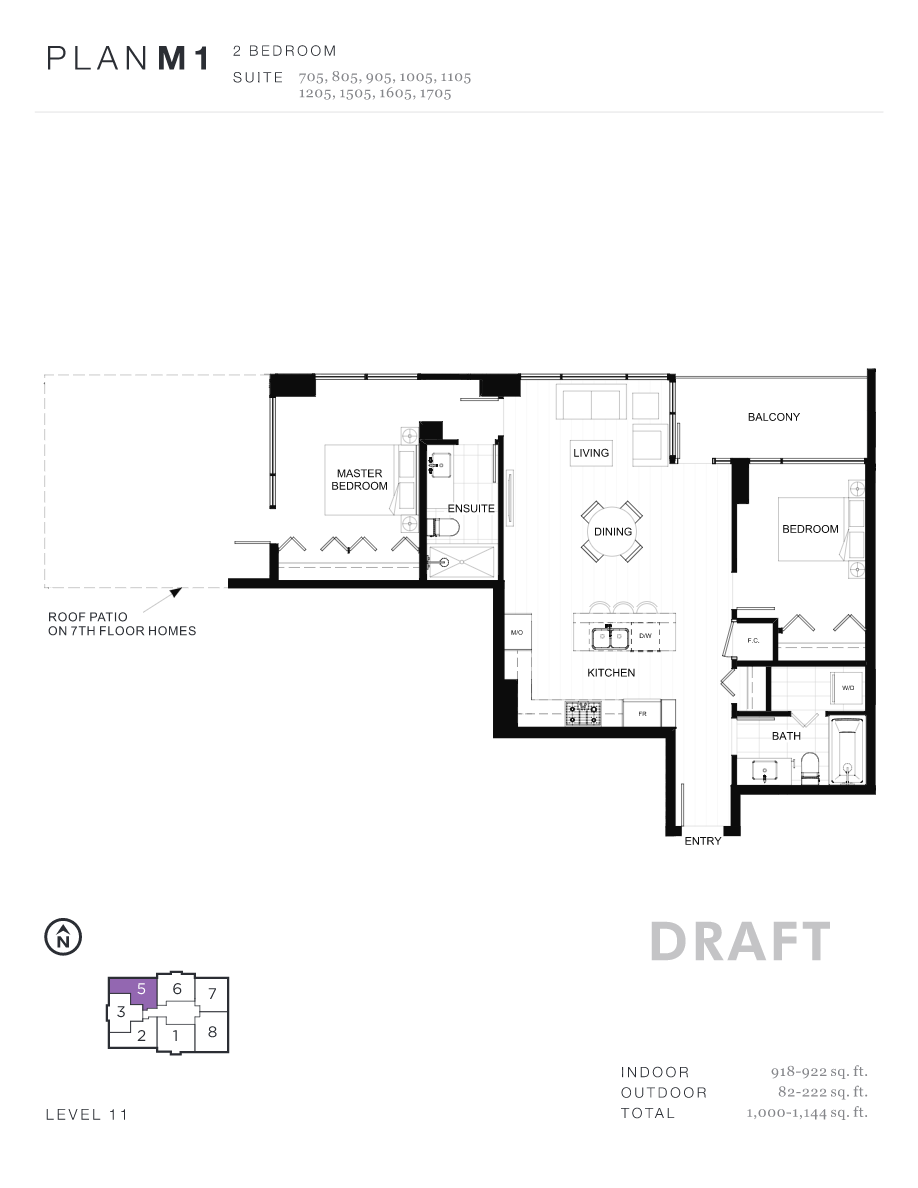 PLAN M1
2 BEDROOM
SUITE 705, 805, 905, 1005, 1105
1205, 1505, 1605, 1705
BALCONY
LIVING
MASTER
BEDROOM
ENSUITE
DINING
BEDROOM
ROOF PATIO
ON 7TH FLOOR HOMES
M/O
D/W
F.C.
KITCHEN
W/D
FR
BATH
ENTRY
N
DRAFT
5
6
7
3
2
1
8
INDOOR 918-922 sq. ft.
OUTDOOR 82-222 sq. ft.
TOTAL 1,000-1,144 sq. ft.
LEVEL 11